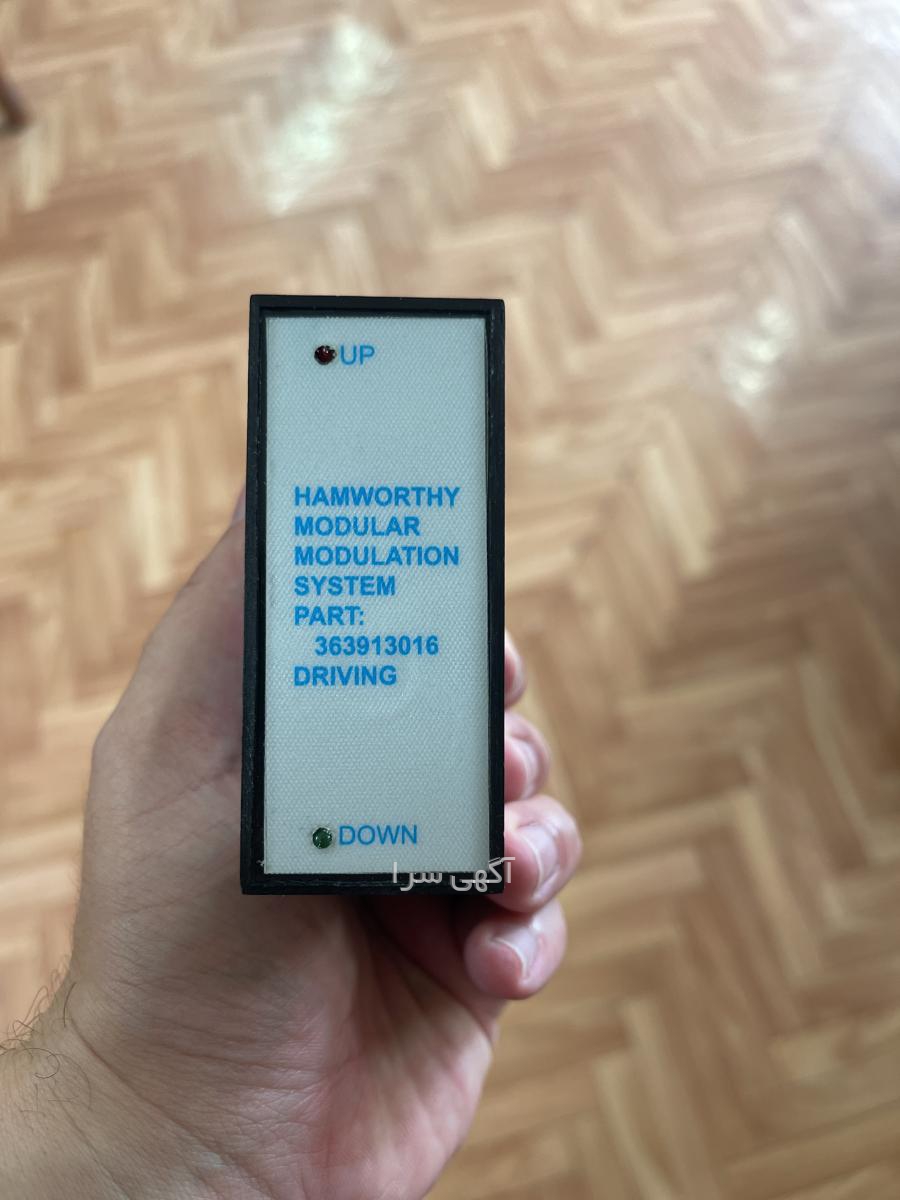 UP
HAMWORTHY
MODULAR
MODULATION
SYSTEM
PART:
363913016
DRIVING
DOWN
آگهی سرا